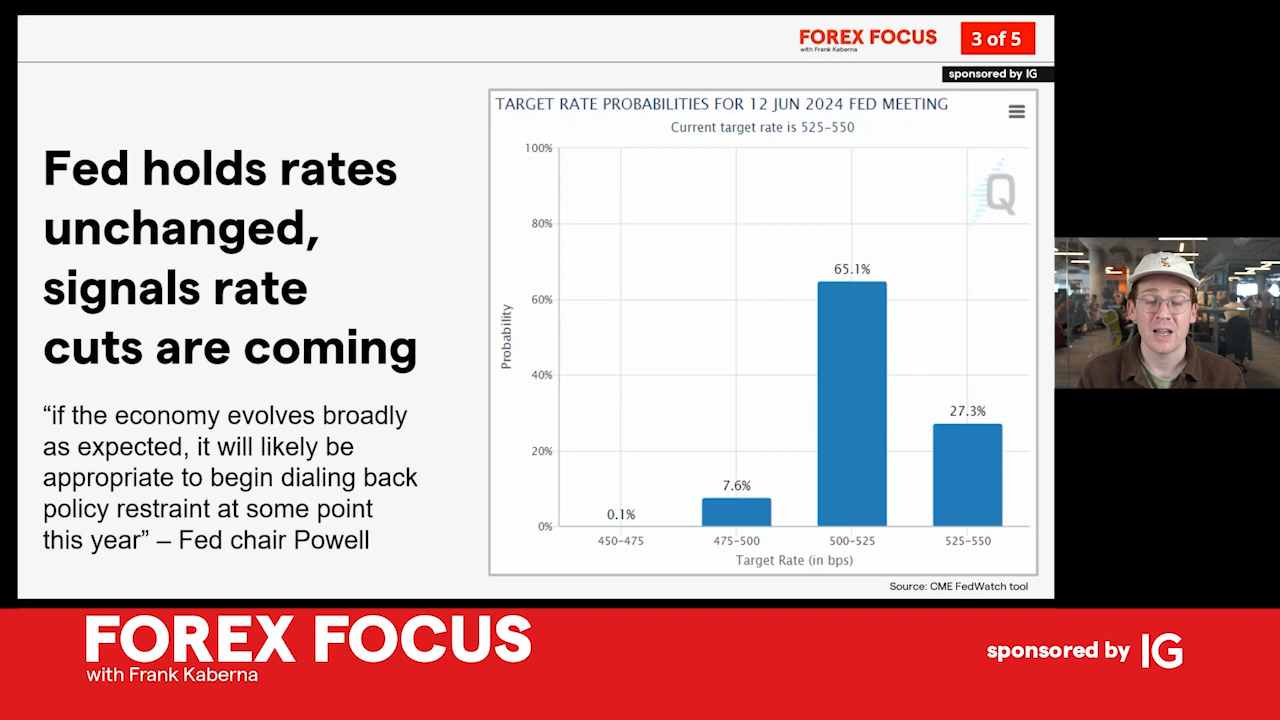 FOREX FOCUS
with Frank Kaberna
3 of 5
sponsored by IG
Fed holds rates
unchanged,
signals rate
cuts are coming
“if the economy evolves broadly
as expected, it will likely be
appropriate to begin dialing back
policy restraint at some point
this year” – Fed chair Powell
TARGET RATE PROBABILITIES FOR 12 JUN 2024 FED MEETING
Current target rate is 525–550
Q
Probability
100%
80%
60%
40%
20%
0%
0.1%
7.6%
65.1%
27.3%
450–475
475–500
500–525
525–550
Target Rate (in bps)
Source: CME FedWatch tool
FOREX FOCUS
with Frank Kaberna
sponsored by IG